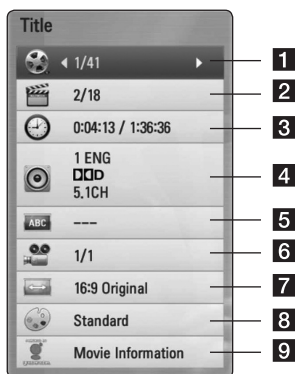 Title
1/41 1
2/18 2
0:04:13 / 1:36:36 3
1 ENG
DD D
5.1CH 4
ABC --- 5
1/1 6
16:9 Original 7
Standard 8
Movie Information 9